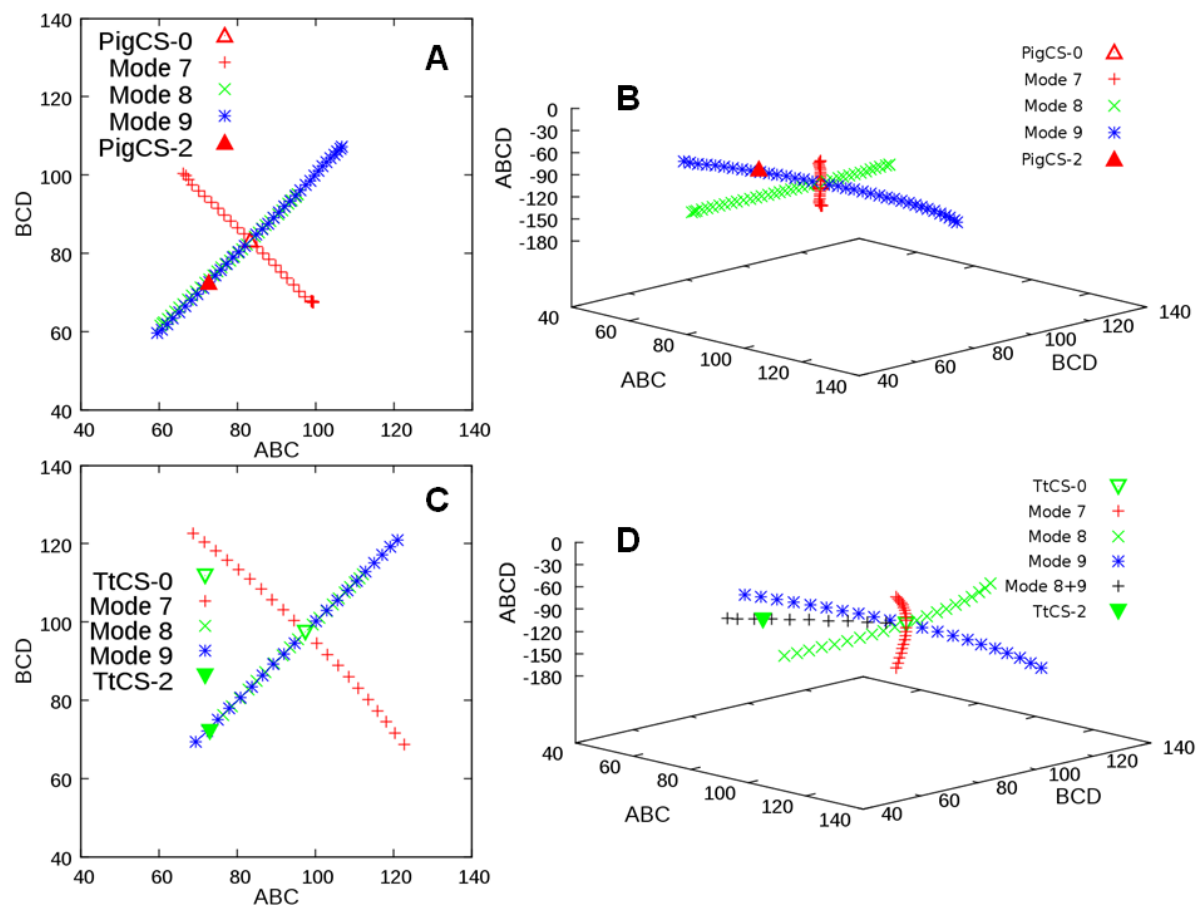 A
140
120
100
80
60
40
BCD
PigCS-0
Mode 7
Mode 8
Mode 9
PigCS-2
40 60 80 100 120 140
ABC
B
PigCS-0
Mode 7
Mode 8
Mode 9
PigCS-2
0
-30
-60
-90
-120
-150
-180
ABCD
40 60 80 100 120 140
ABC
40 60 80 100 120 140
BCD
C
140
120
100
80
60
40
BCD
TtCS-0
Mode 7
Mode 8
Mode 9
TtCS-2
40 60 80 100 120 140
ABC
D
TtCS-0
Mode 7
Mode 8
Mode 9
Mode 8+9
TtCS-2
0
-30
-60
-90
-120
-150
-180
ABCD
40 60 80 100 120 140
ABC
40 60 80 100 120 140
BCD